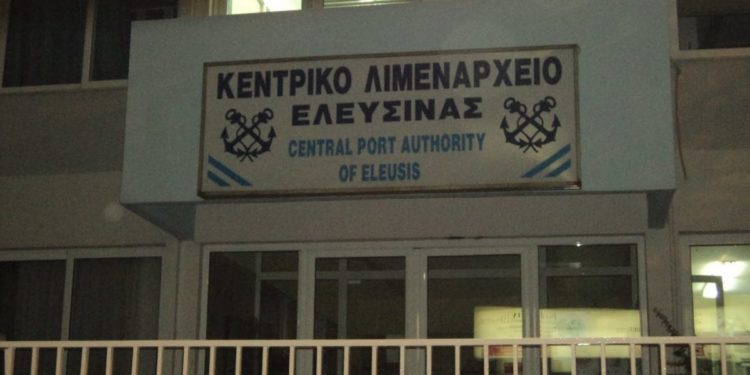 ΚΕΝΤΡΙΚΟ ΛΙΜΕΝΑΡΧΕΙΟ
ΕΛΕΥΣΙΝΑΣ
CENTRAL PORT AUTHORITY
OF ELEUSIS